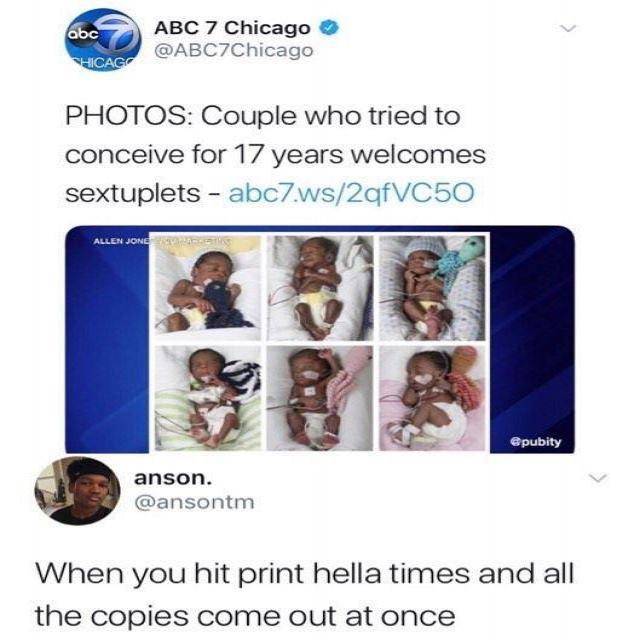 abc 7
CHICAGO
ABC 7 Chicago
@ABC7Chicago
PHOTOS: Couple who tried to
conceive for 17 years welcomes
sextuplets - abc7.ws/2qfVC5O
ALLEN JONE
@pubity
anson.
@ansontm
When you hit print hella times and all
the copies come out at once